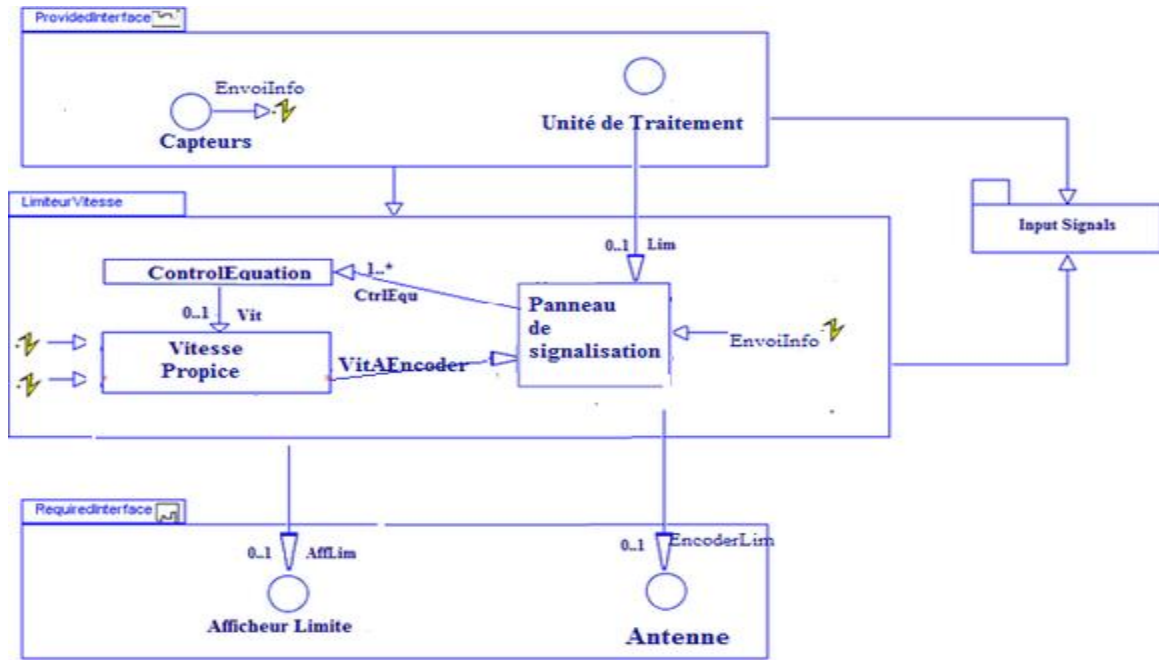 ProvidedInterface
EnvoiInfo
Capteurs
Unité de Traitement
LimiteurVitesse
Input Signals
0..1 Lim
ControlEquation
1..*
CtrlEqu
0..1 Vit
Panneau
de
signalisation
EnvoiInfo
Vitesse
Propice
VitAEncoder
RequiredInterface
0..1 AffLim
0..1 EncoderLim
Afficheur Limite
Antenne